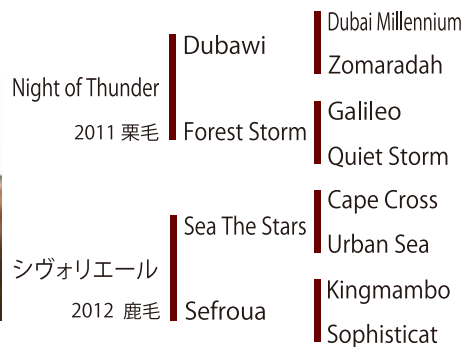 Night of Thunder
2011 栗毛
Dubawi
Dubai Millennium
Zomaradah
Forest Storm
Galileo
Quiet Storm
シヴォリエール
2012 鹿毛
Sea The Stars
Cape Cross
Urban Sea
Sefroua
Kingmambo
Sophisticat